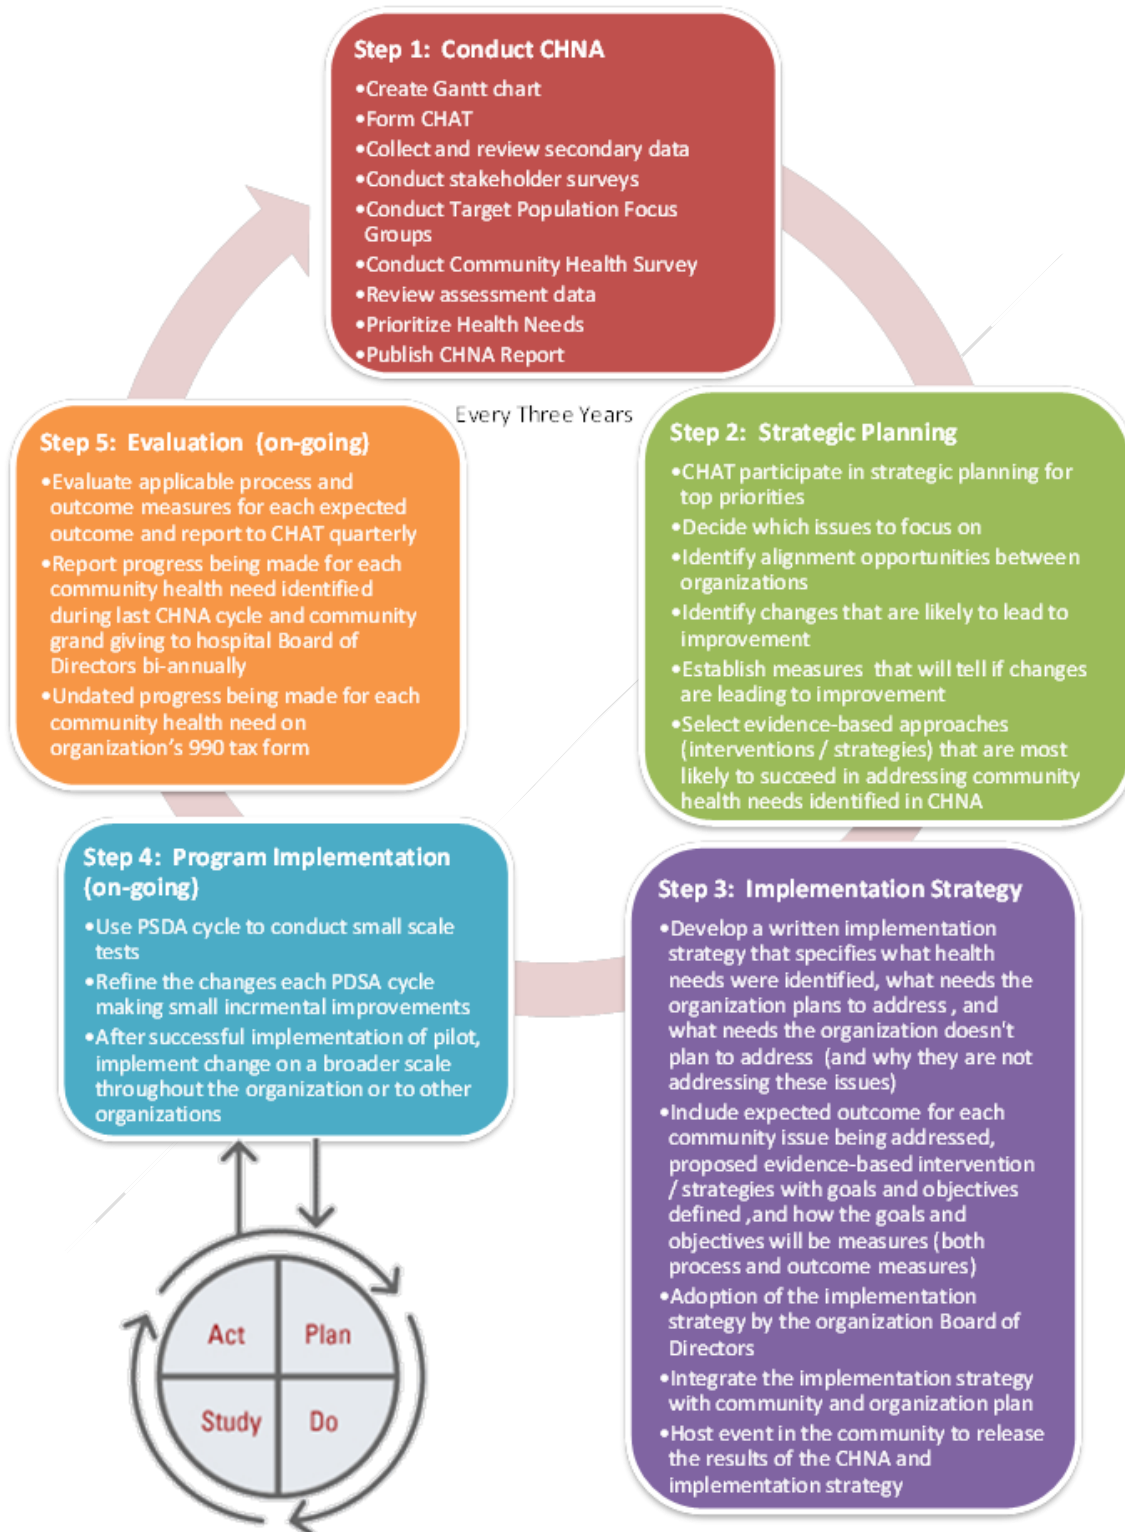 Step 1: Conduct CHNA
•Create Gantt chart
•Form CHAT
•Collect and review secondary data
•Conduct stakeholder surveys
•Conduct Target Population Focus
Groups
•Conduct Community Health Survey
•Review assessment data
•Prioritize Health Needs
•Publish CHNA Report
Every Three Years
Step 2: Strategic Planning
•CHAT participate in strategic planning for
top priorities
•Decide which issues to focus on
•Identify alignment opportunities between
organizations
•Identify changes that are likely to lead to
improvement
•Establish measures that will tell if changes
are leading to improvement
•Select evidence-based approaches
(interventions / strategies) that are most
likely to succeed in addressing community
health needs identified in CHNA
Step 3: Implementation Strategy
•Develop a written implementation
strategy that specifies what health
needs were identified, what needs the
organization plans to address , and
what needs the organization doesn't
plan to address (and why they are not
addressing these issues)
•Include expected outcome for each
community issue being addressed,
proposed evidence-based intervention
/ strategies with goals and objectives
defined ,and how the goals and
objectives will be measures (both
process and outcome measures)
•Adoption of the implementation
strategy by the organization Board of
Directors
•Integrate the implementation strategy
with community and organization plan
•Host event in the community to release
the results of the CHNA and
implementation strategy
Step 4: Program Implementation
(on-going)
•Use PSDA cycle to conduct small scale
tests
•Refine the changes each PDSA cycle
making small incrmental improvements
•After successful implementation of pilot,
implement change on a broader scale
throughout the organization or to other
organizations
Act
Plan
Study
Do
Step 5: Evaluation (on-going)
•Evaluate applicable process and
outcome measures for each expected
outcome and report to CHAT quarterly
•Report progress being made for each
community health need identified
during last CHNA cycle and community
grand giving to hospital Board of
Directors bi-annually
•Undated progress being made for each
community health need on
organization's 990 tax form